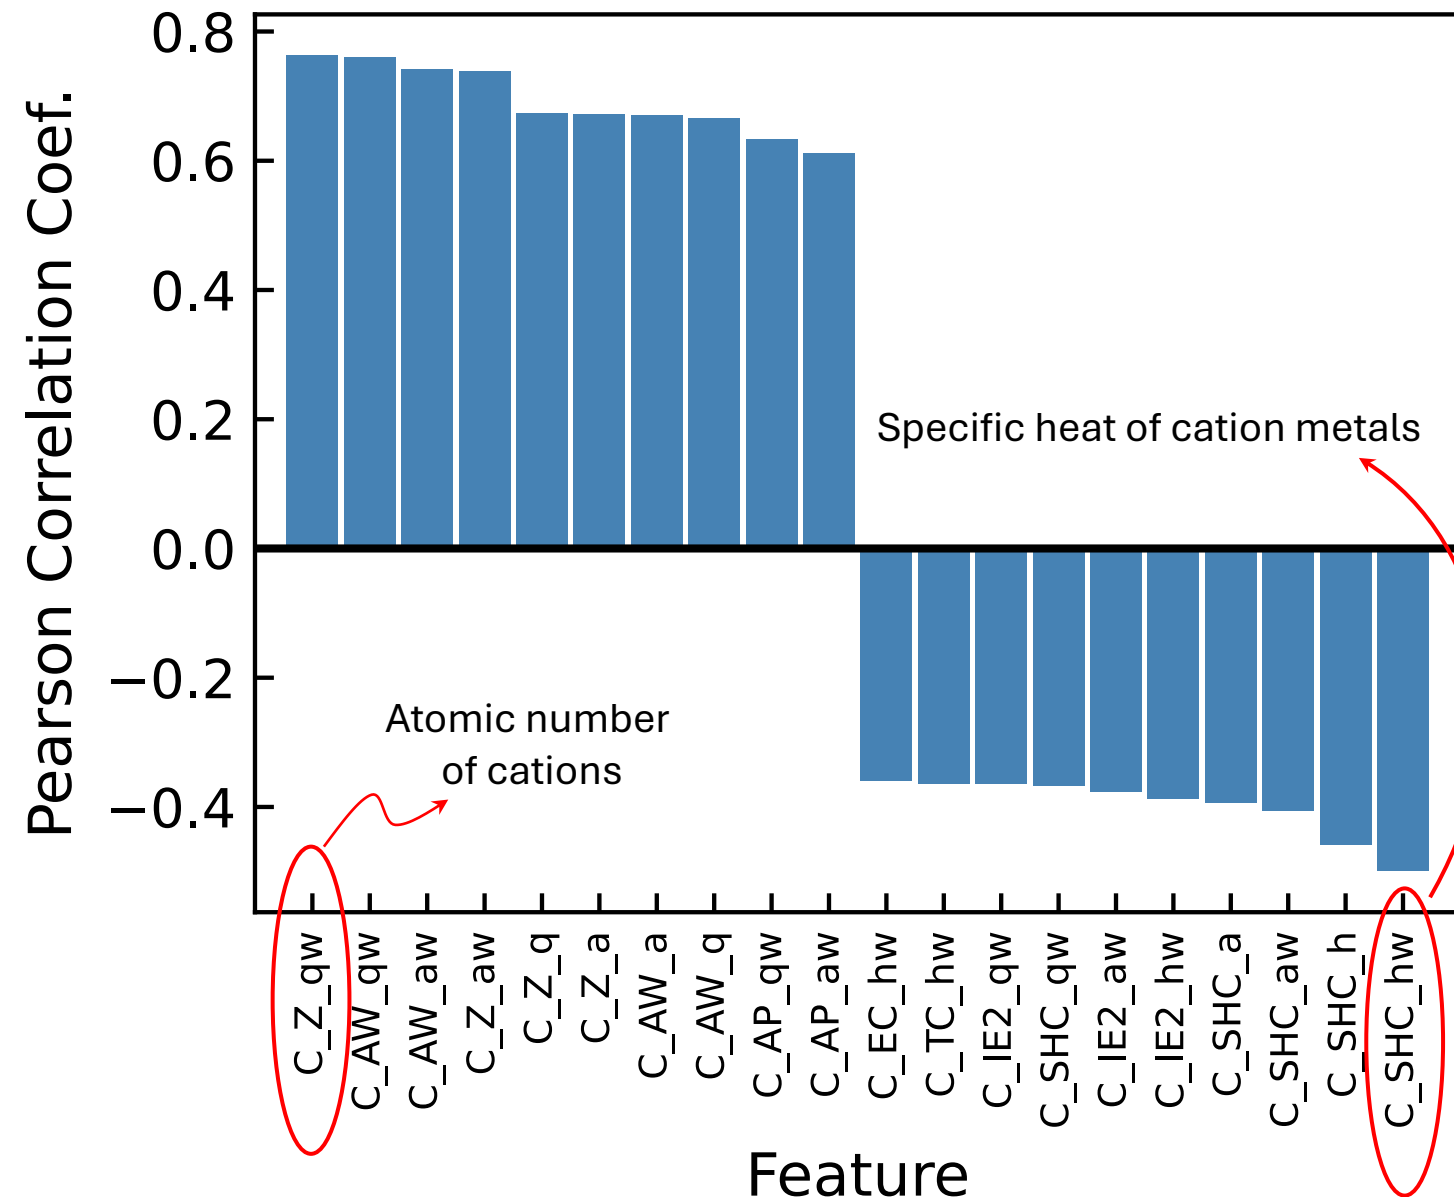 Pearson Correlation Coef.
0.8
0.6
0.4
0.2
0.0
−0.2
−0.4
Specific heat of cation metals
Atomic number
of cations
C_Z_qw
C_AW_qw
C_AW_aw
C_Z_aw
C_Z_q
C_Z_a
C_AW_a
C_AW_q
C_AP_qw
C_AP_aw
C_EC_hw
C_TC_hw
C_IE2_qw
C_SHC_qw
C_IE2_aw
C_IE2_hw
C_SHC_a
C_SHC_aw
C_SHC_h
C_SHC_hw
Feature